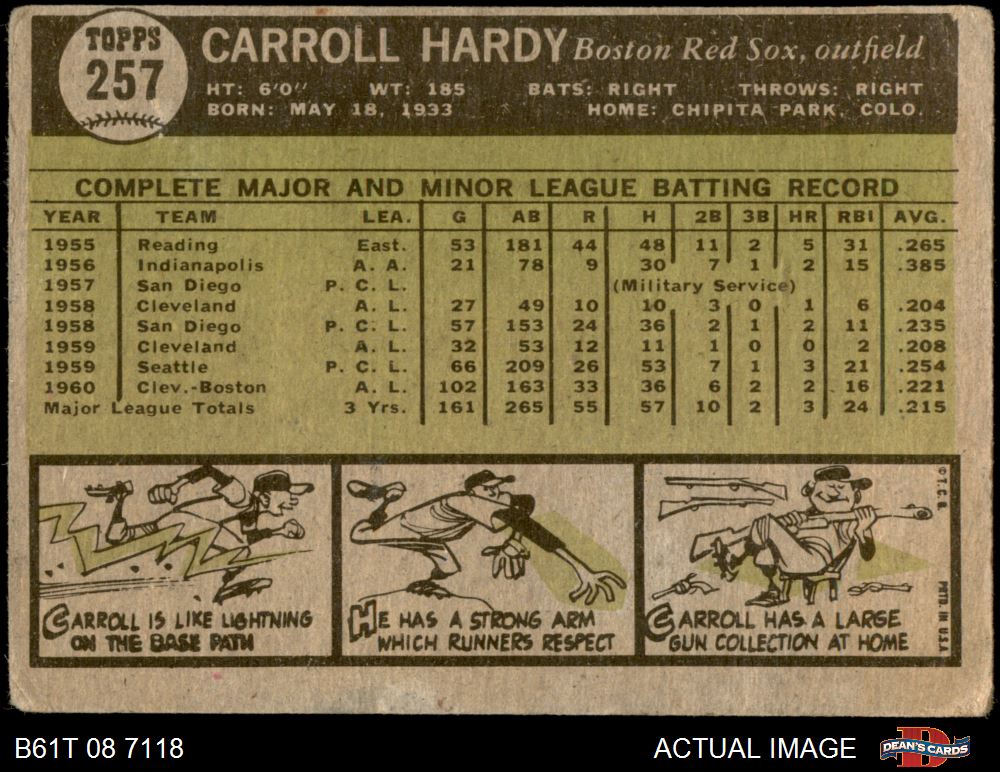 TOPPS
257
CARROLL HARDY Boston Red Sox, outfield
HT: 6'0" WT: 185 BATS: RIGHT THROWS: RIGHT
BORN: MAY 18, 1933 HOME: CHIPITA PARK, COLO.
COMPLETE MAJOR AND MINOR LEAGUE BATTING RECORD
YEAR TEAM LEA. G AB R H 2B 3B HR RBI AVG.
1955 Reading East. 53 181 44 48 11 2 5 31 .265
1956 Indianapolis A. A. 21 78 9 30 7 1 2 15 .385
1957 San Diego P. C. L. (Military Service)
1958 Cleveland A. L. 27 49 10 10 3 0 1 6 .204
1958 San Diego P. C. L. 57 153 24 36 2 1 2 11 .235
1959 Cleveland A. L. 32 53 12 11 1 0 0 2 .208
1959 Seattle P. C. L. 66 209 26 53 7 1 3 21 .254
1960 Clev.-Boston A. L. 102 163 33 36 6 2 2 16 .221
Major League Totals 3 Yrs. 161 265 55 57 10 2 3 24 .215
CARROLL IS LIKE LIGHTNING
ON THE BASE PATH
HE HAS A STRONG ARM
WHICH RUNNERS RESPECT
CARROLL HAS A LARGE
GUN COLLECTION AT HOME
© T. C. G.
PRTD. IN U.S.A.
B61T 08 7118
ACTUAL IMAGE
DEAN'S CARDS